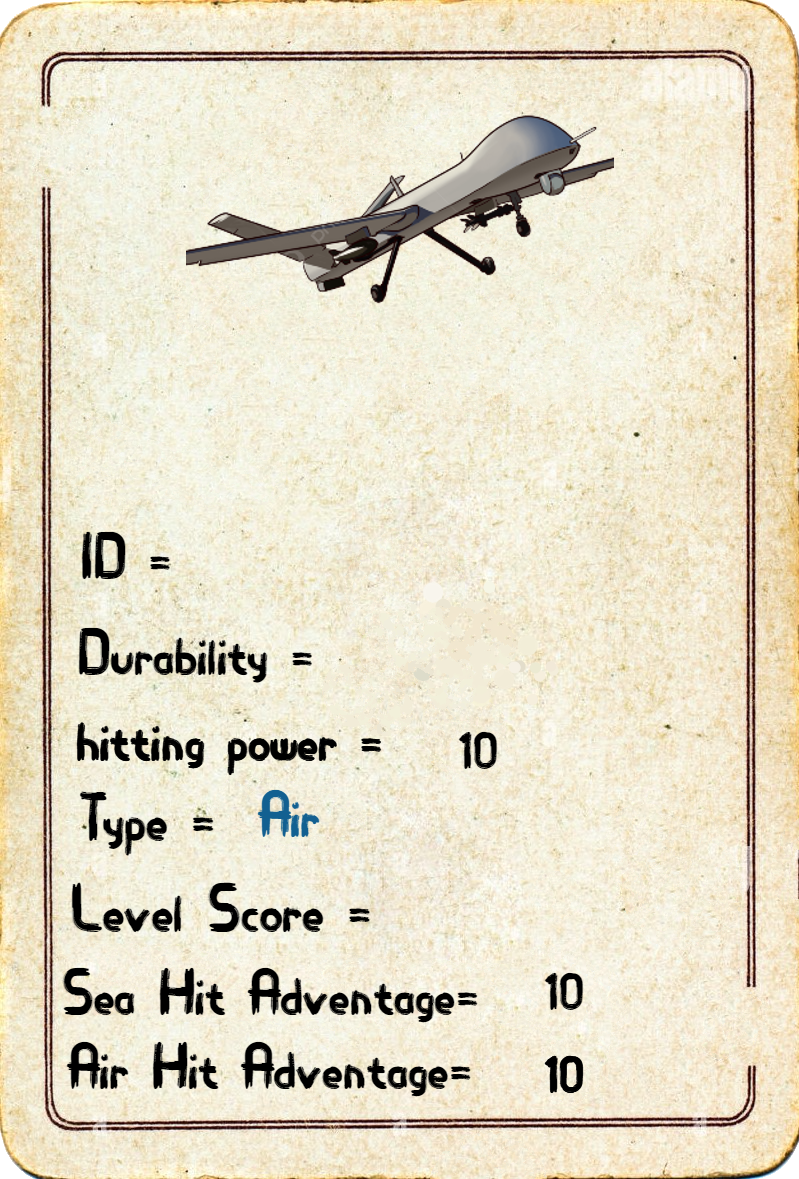 ID =
Durability =
hitting power = 10
Type = Air
Level Score =
Sea Hit Adventage= 10
Air Hit Adventage= 10